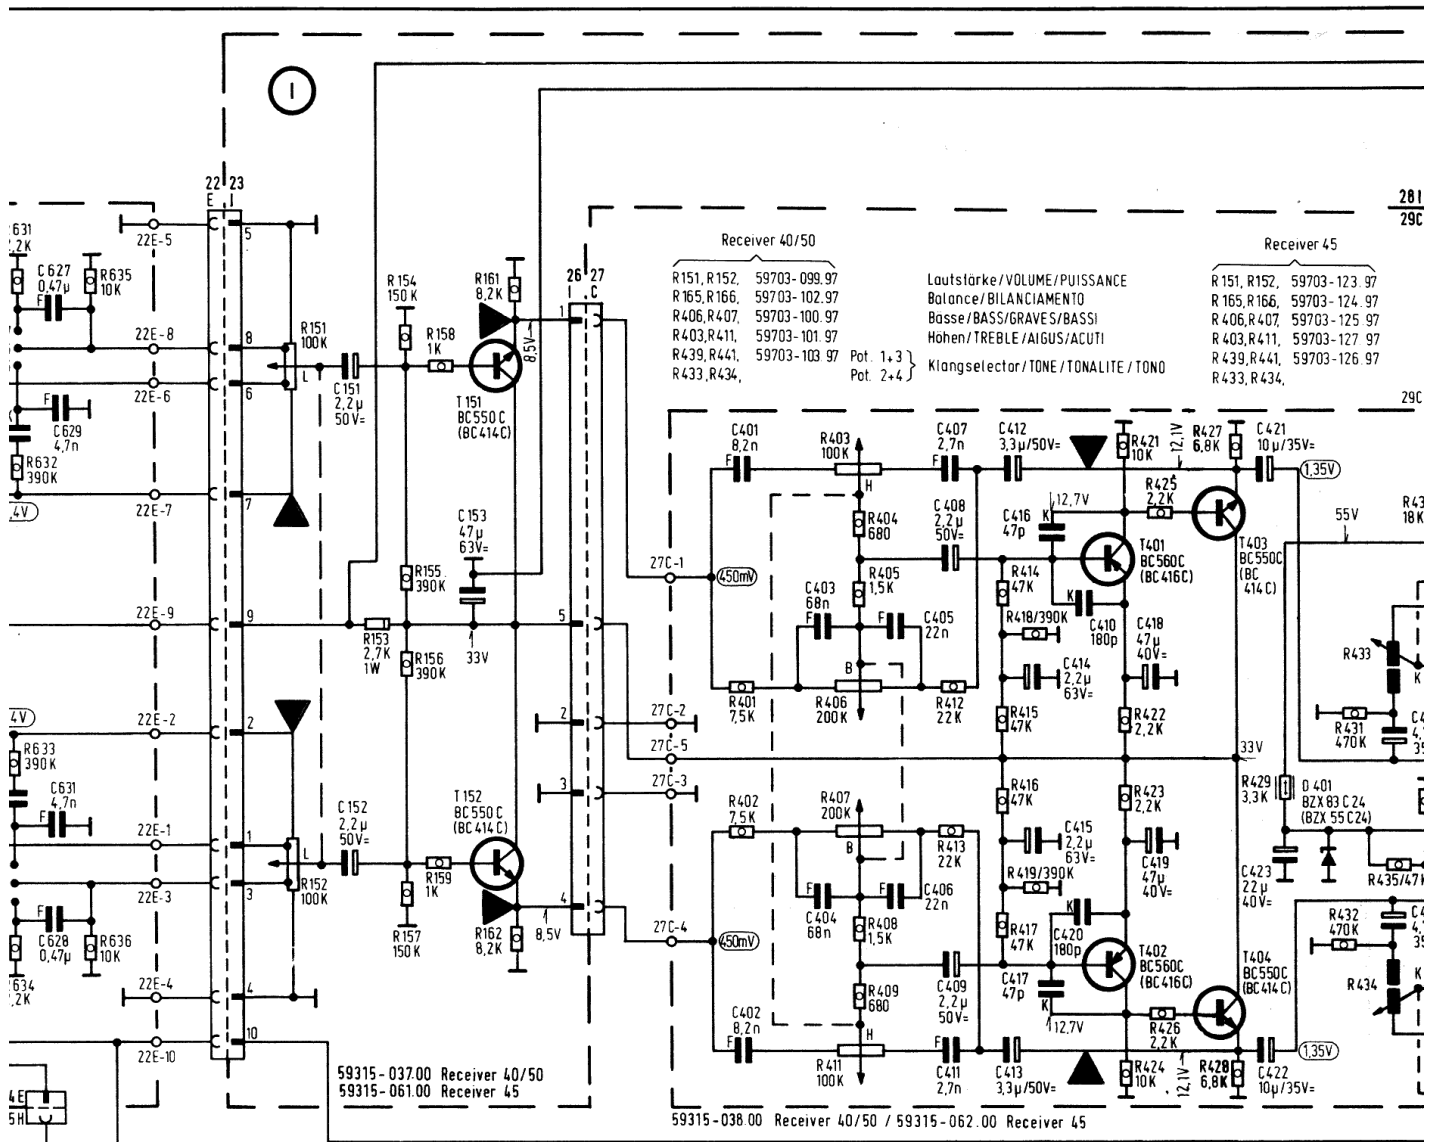 I
22 23
E I
26 27
I C
281
29C
29C
Receiver 40/50
R151, R152, 59703-099.97
R165, R166, 59703-102.97
R406, R407, 59703-100.97
R403, R411, 59703-101.97
R439, R441, 59703-103.97 Pot. 1+3
R433, R434, Pot. 2+4
Lautstärke/VOLUME/PUISSANCE
Balance/BILANCIAMENTO
Basse/BASS/GRAVES/BASSI
Höhen/TREBLE/AIGUS/ACUTI
Klangselector/TONE/TONALITE/TONO
Receiver 45
R151, R152, 59703-123.97
R165, R166, 59703-124.97
R406, R407, 59703-125.97
R403, R411, 59703-127.97
R439, R441, 59703-126.97
R433, R434,
631
2,2K
C627
0,47µ
F
R635
10K
22E-5
5
22E-8
8
R151
100K
L
22E-6
6
F
C629
4,7n
R632
390K
4V
22E-7
7
22E-9
9
4V
22E-2
2
R633
390K
C631
4,7n
F
22E-1
1
L
R152
100K
22E-3
3
F
C628
0,47µ
R636
10K
634
2,2K
22E-4
4
22E-10
10
4E
5H
R154
150K
R161
8,2K
R158
1K
C151
2,2µ
50V=
T151
BC550C
(BC414C)
8,5V
1
C153
47µ
63V=
R155
390K
R153
2,7K
1W
R156
390K
33V
5
2
3
4
C152
2,2µ
50V=
T152
BC550C
(BC414C)
R159
1K
R157
150K
R162
8,2K
8,5V
59315-037.00 Receiver 40/50
59315-061.00 Receiver 45
27C-1
450mV
27C-2
27C-5
27C-3
27C-4
450mV
C401
8,2n
F
R403
100K
H
C407
2,7n
F
C412
3,3µ/50V=
R421
10K
12,1V
R427
6,8K
C421
10µ/35V=
1,35V
R404
680
C408
2,2µ
50V=
C416
47p
K
12,7V
R425
2,2K
T401
BC560C
(BC416C)
T403
BC550C
(BC
414C)
55V
R43
18K
R405
1,5K
C403
68n
F
F
C405
22n
R414
47K
R418/390K
K
C410
180p
C418
47µ
40V=
C414
2,2µ
63V=
B
R401
7,5K
R406
200K
R412
22K
R415
47K
R422
2,2K
33V
R433
K
R431
470K
C4
4,
35
R402
7,5K
R407
200K
B
R413
22K
R416
47K
R423
2,2K
R429
3,3K
D401
BZX83C24
(BZX55C24)
C415
2,2µ
63V=
C419
47µ
40V=
C423
22µ
40V=
R435/47K
F
C404
68n
F
C406
22n
R408
1,5K
R419/390K
R417
47K
K
C420
180p
R432
470K
C4
4,
35
T402
BC560C
(BC416C)
T404
BC550C
(BC414C)
R434
K
R409
680
C409
2,2µ
50V=
C417
47p
K
12,7V
R426
2,2K
C402
8,2n
F
H
R411
100K
F
C411
2,7n
C413
3,3µ/50V=
R424
10K
12,1V
R428
6,8K
C422
10µ/35V=
1,35V
59315-038.00 Receiver 40/50 / 59315-062.00 Receiver 45